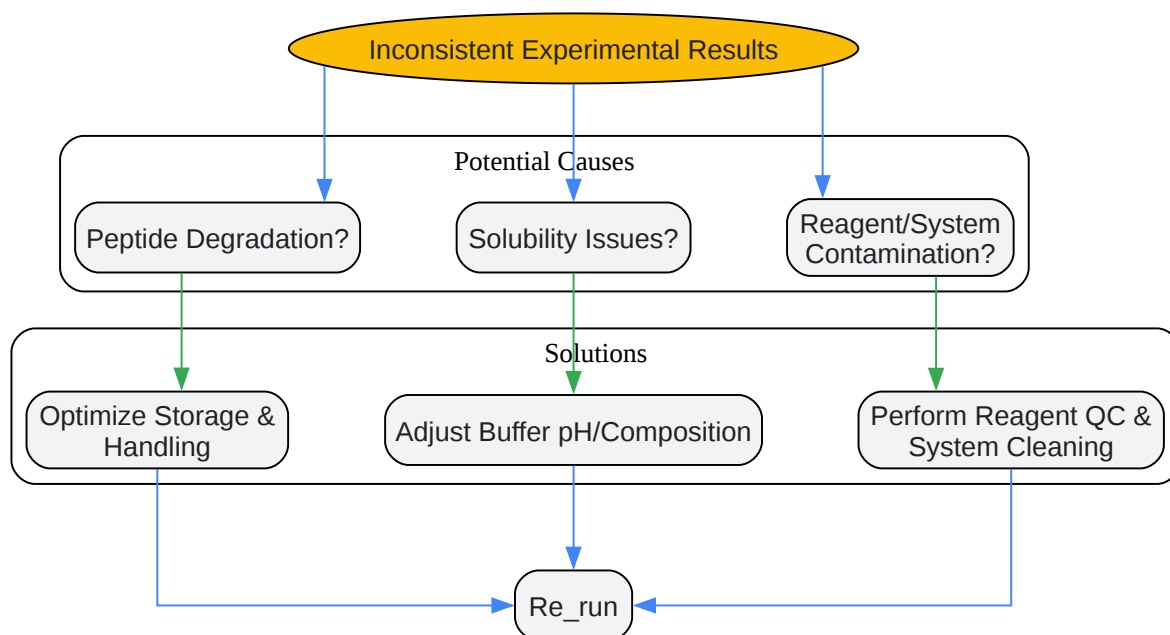 Inconsistent Experimental Results
Potential Causes
Peptide Degradation?
Solubility Issues?
Reagent/System
Contamination?
Solutions
Optimize Storage &
Handling
Adjust Buffer pH/Composition
Perform Reagent QC &
System Cleaning
Re_run